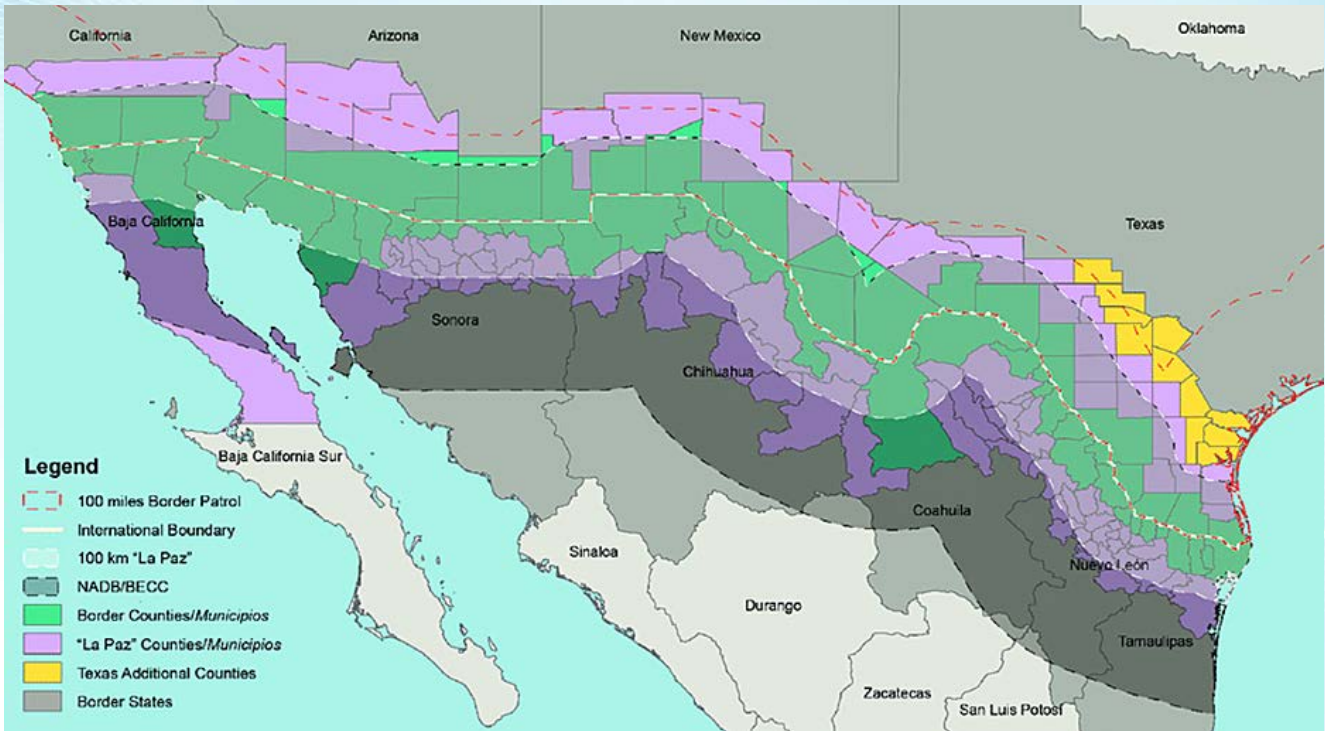 California
Arizona
New Mexico
Oklahoma
Texas
Baja California
Sonora
Chihuahua
Coahuila
Nuevo León
Tamaulipas
Baja California Sur
Sinaloa
Durango
Zacatecas
San Luis Potosí
Legend
100 miles Border Patrol
International Boundary
100 km "La Paz"
NADB/BECC
Border Counties/Municipios
"La Paz" Counties/Municipios
Texas Additional Counties
Border States